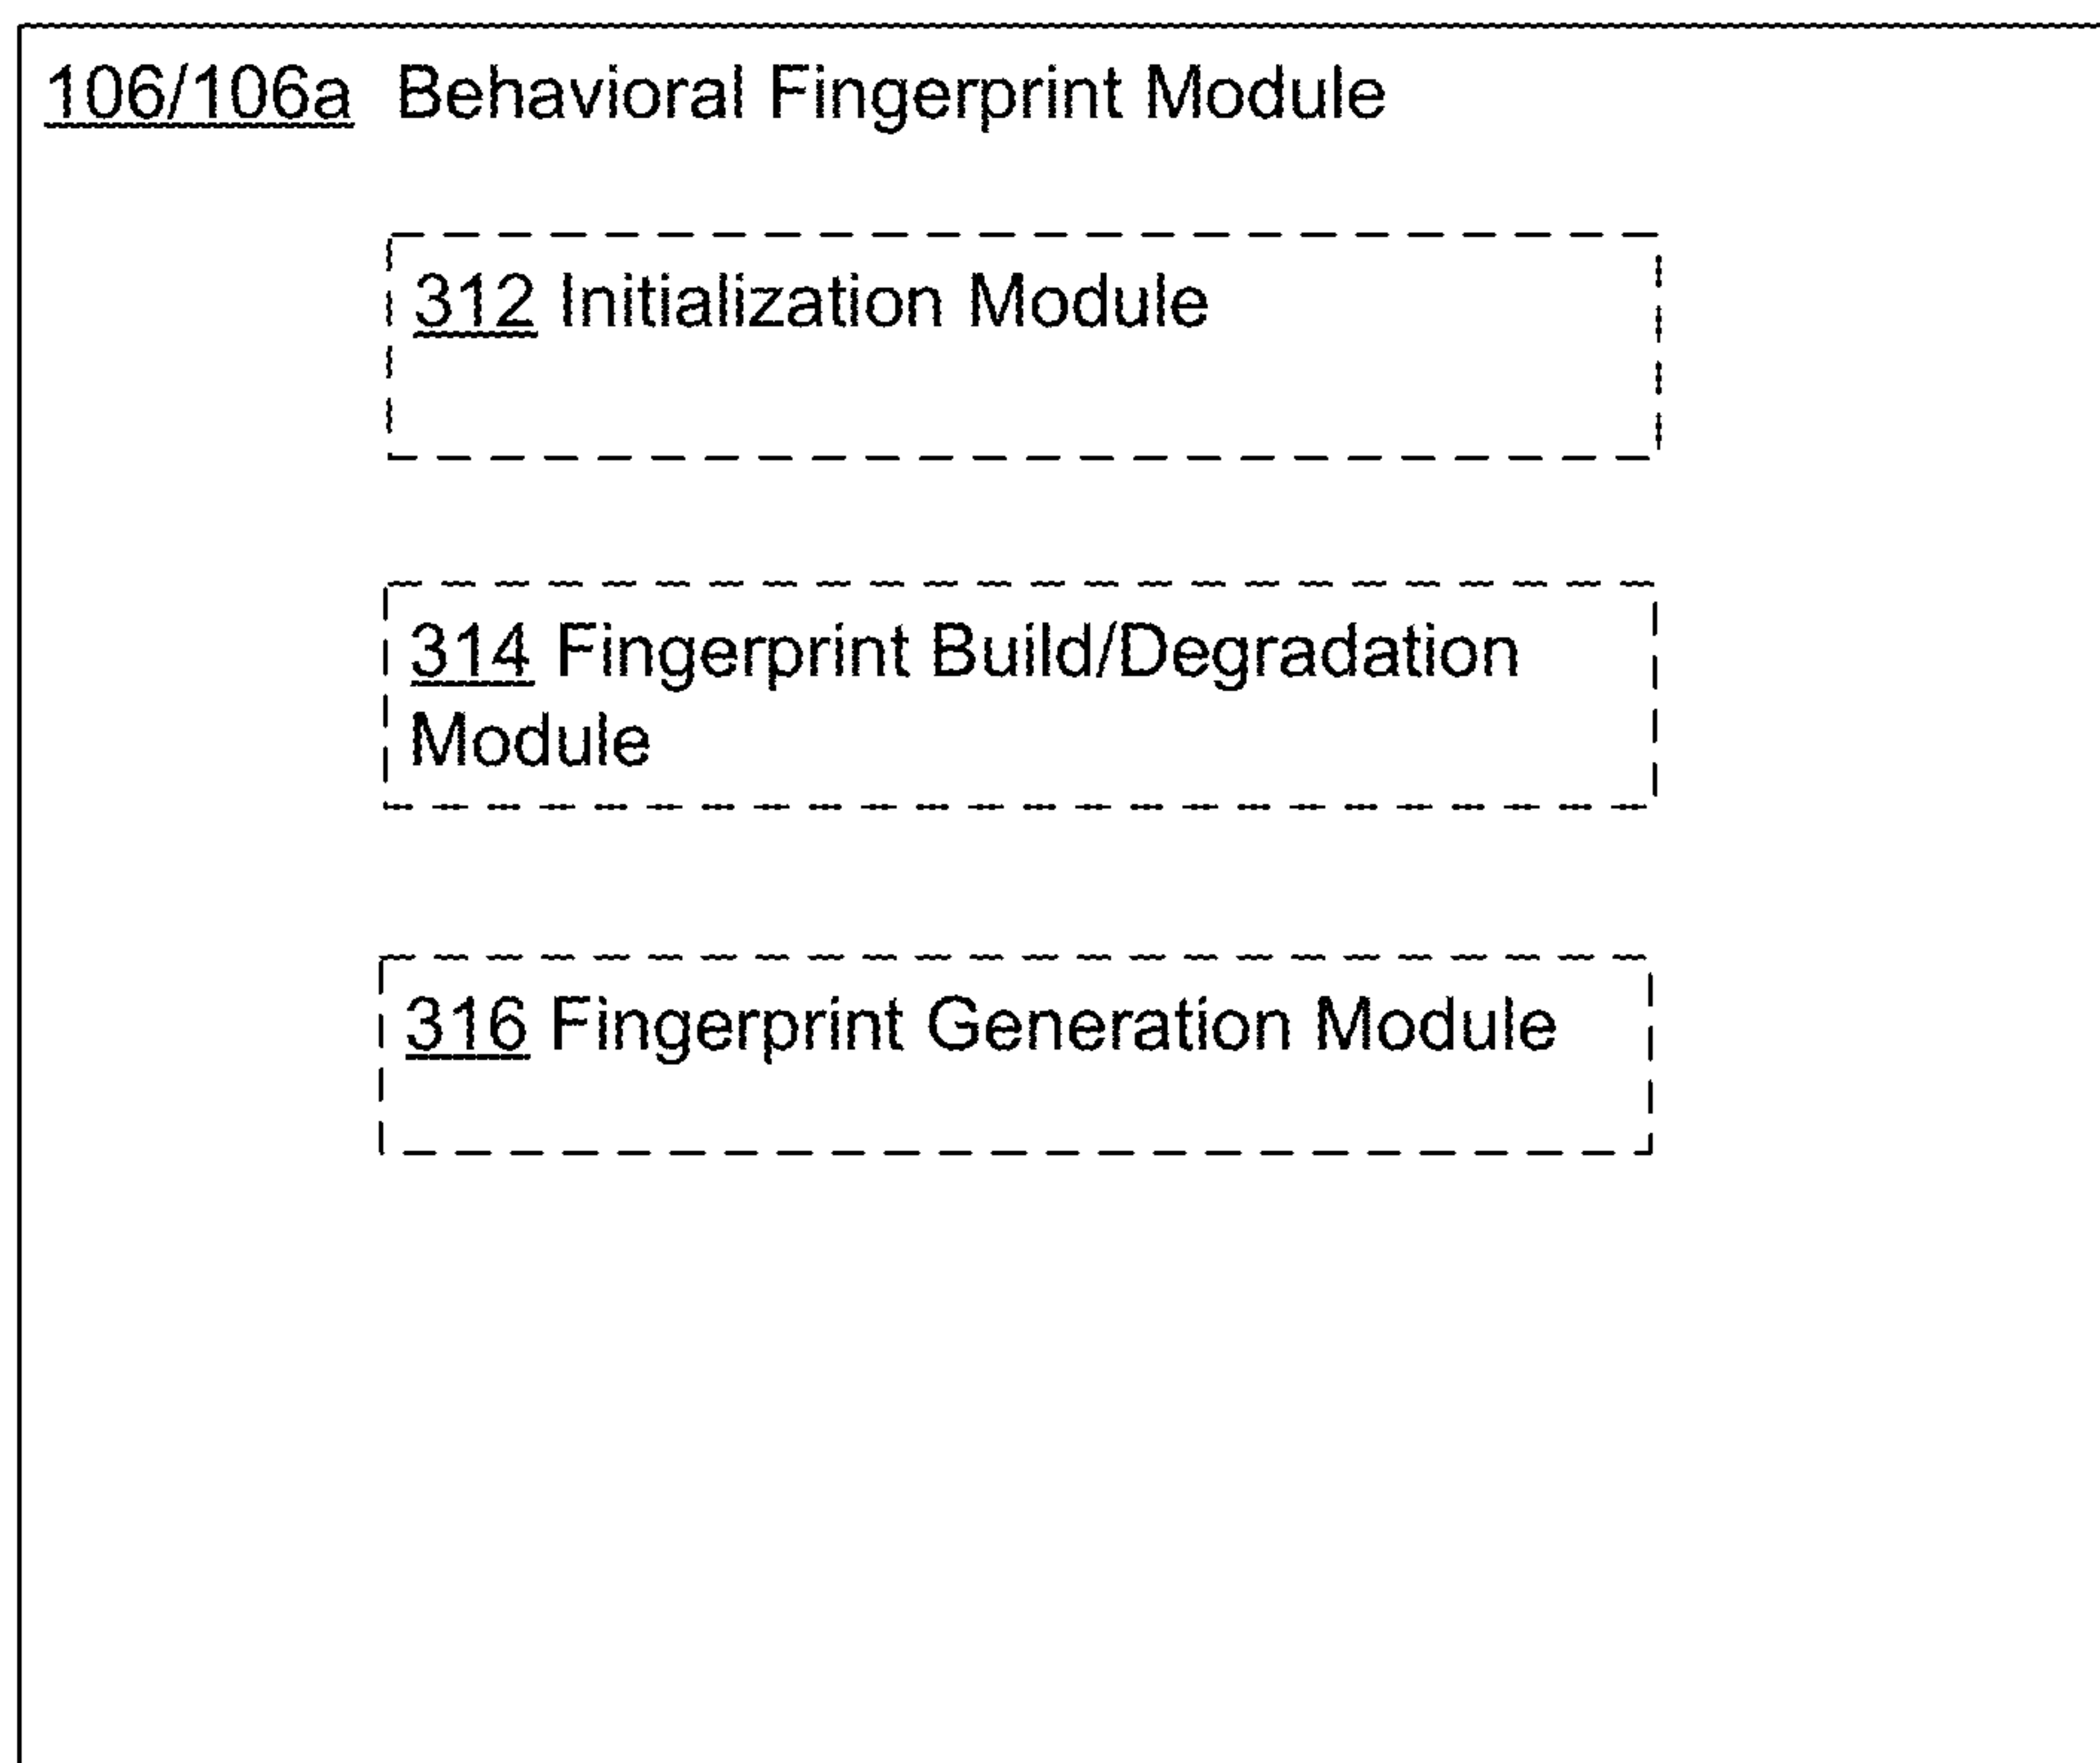 106/106a Behavioral Fingerprint Module
312 Initialization Module
314 Fingerprint Build/Degradation
Module
316 Fingerprint Generation Module